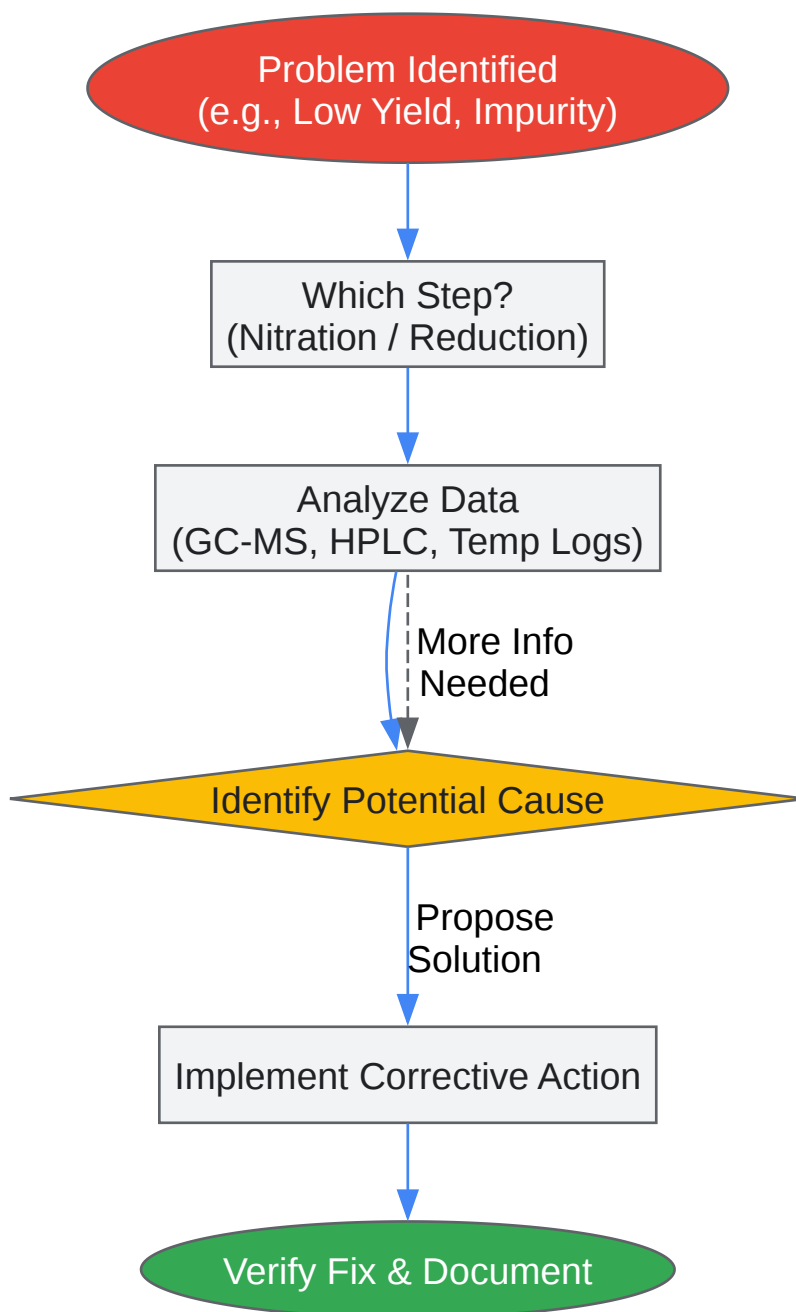 Problem Identified
(e.g., Low Yield, Impurity)
Which Step?
(Nitration / Reduction)
Analyze Data
(GC-MS, HPLC, Temp Logs)
More Info
Needed
Identify Potential Cause
Propose
Solution
Implement Corrective Action
Verify Fix & Document